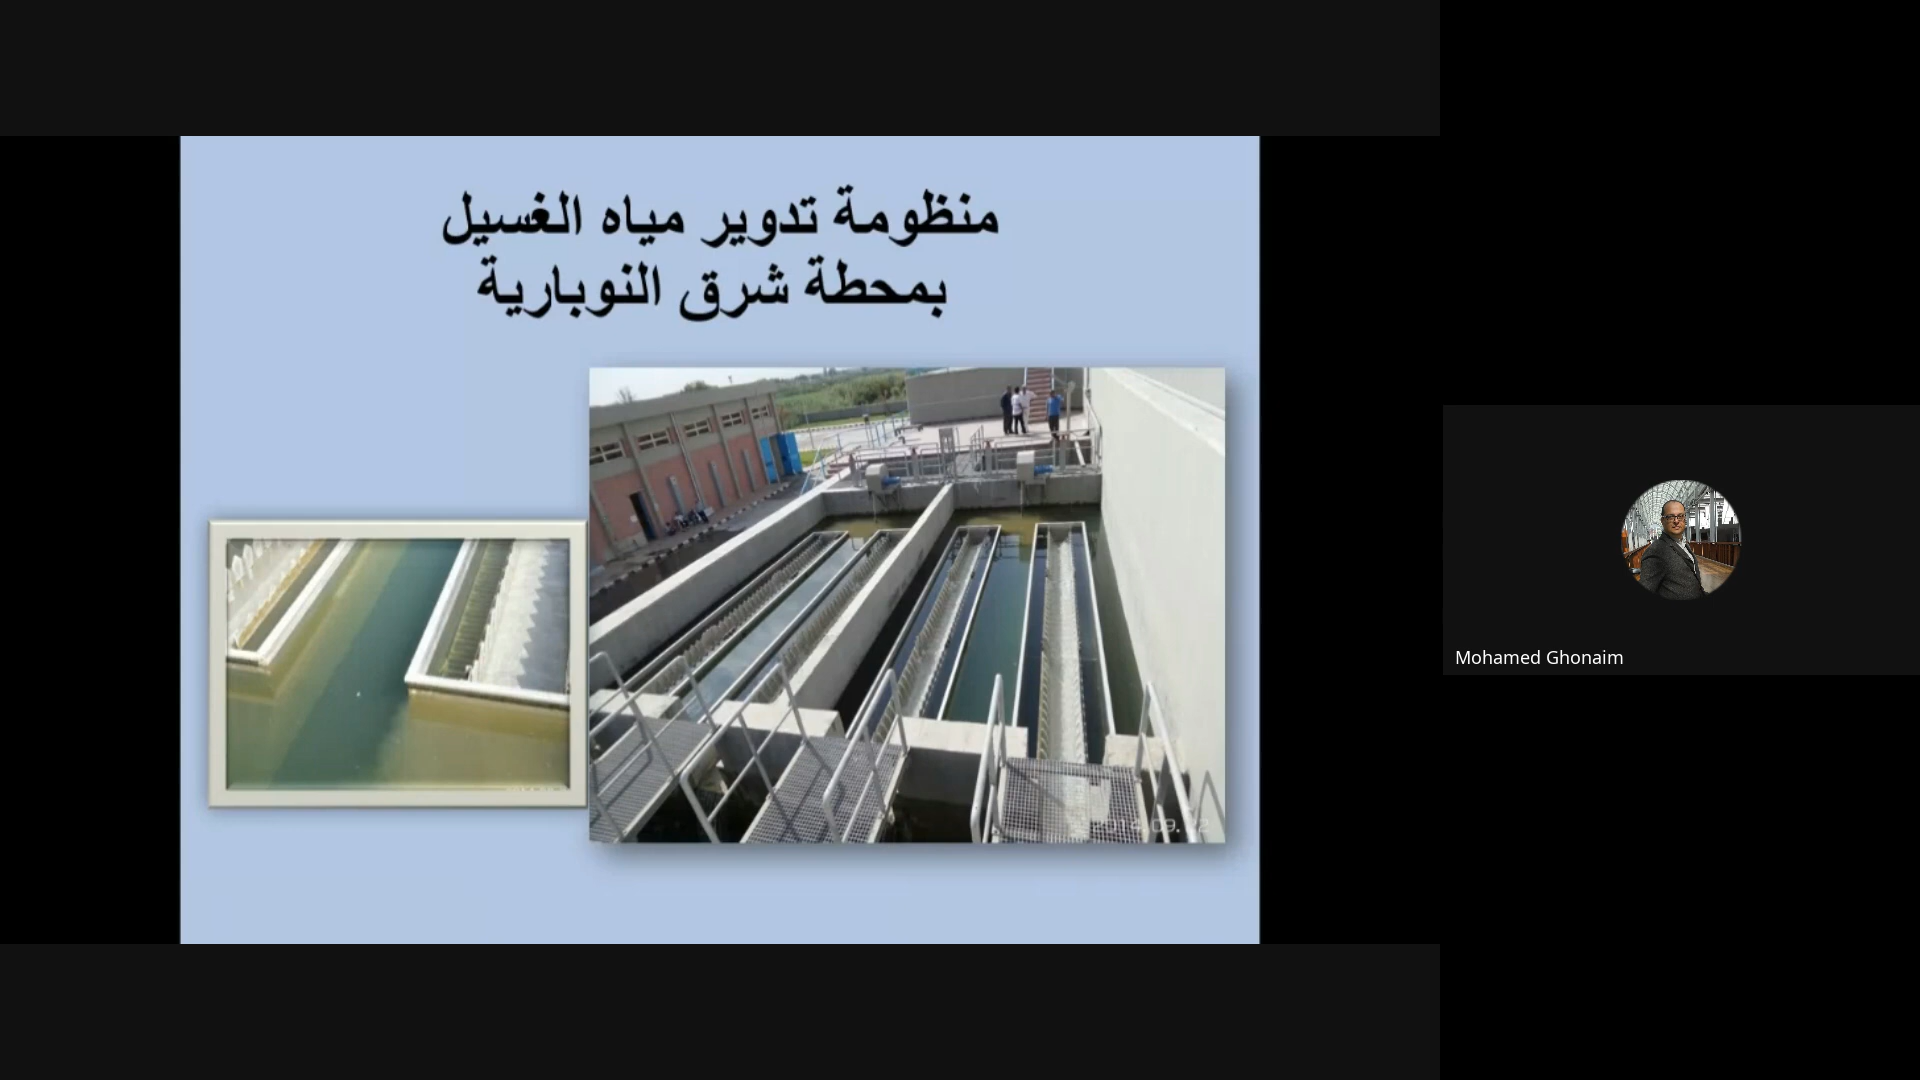 منظومة تدوير مياه الغسيل
بمحطة شرق النوبارية
Mohamed Ghonaim